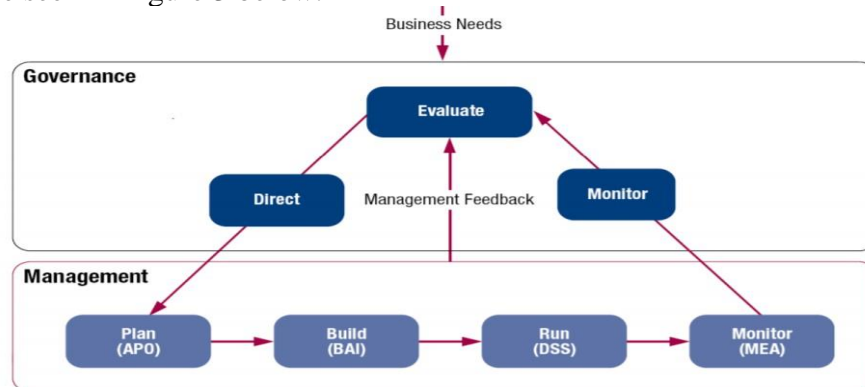 Business Needs
Governance
Evaluate
Direct
Management Feedback
Monitor
Management
Plan
(APO)
Build
(BAI)
Run
(DSS)
Monitor
(MEA)